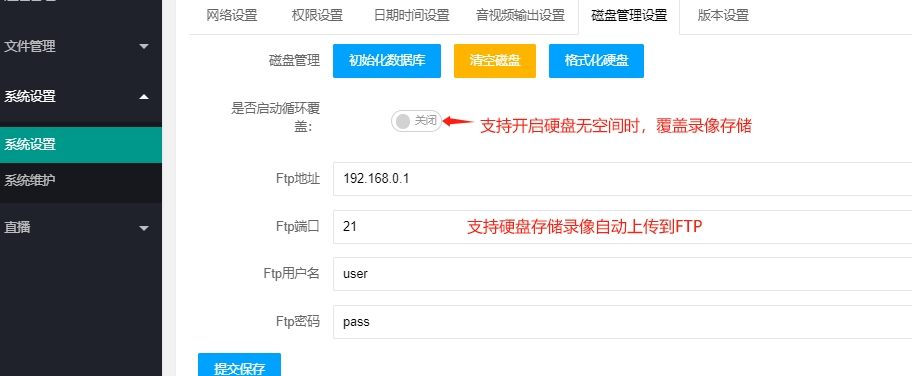 网络设置 权限设置 日期时间设置 音视频输出设置 磁盘管理设置 版本设置
文件管理
系统设置
系统设置
系统维护
直播
磁盘管理 初始化数据库 清空磁盘 格式化硬盘
是否启动循环覆
盖： 关闭 支持开启硬盘无空间时，覆盖录像存储
Ftp地址 192.168.0.1
Ftp端口 21 支持硬盘存储录像自动上传到FTP
Ftp用户名 user
Ftp密码 pass
提交保存